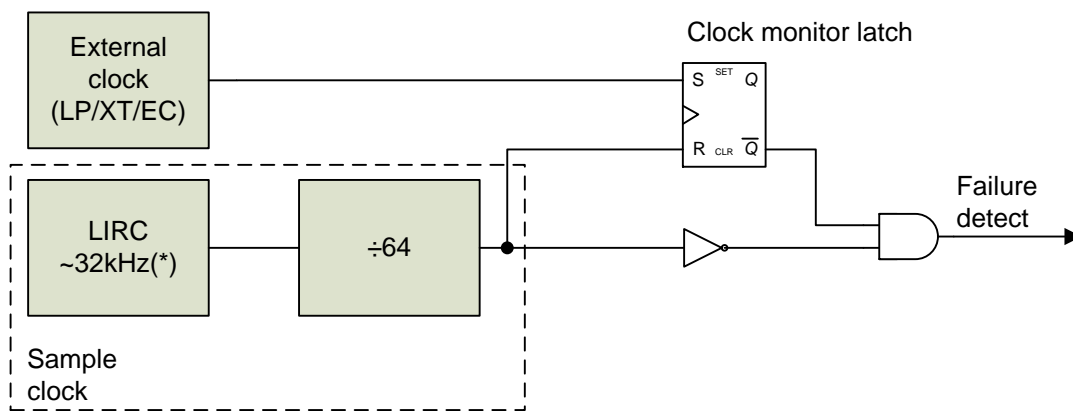 External
clock
(LP/XT/EC)
Clock monitor latch
S SET Q
R CLR Q̅
LIRC
~32kHz(*)
÷64
Failure
detect
Sample
clock